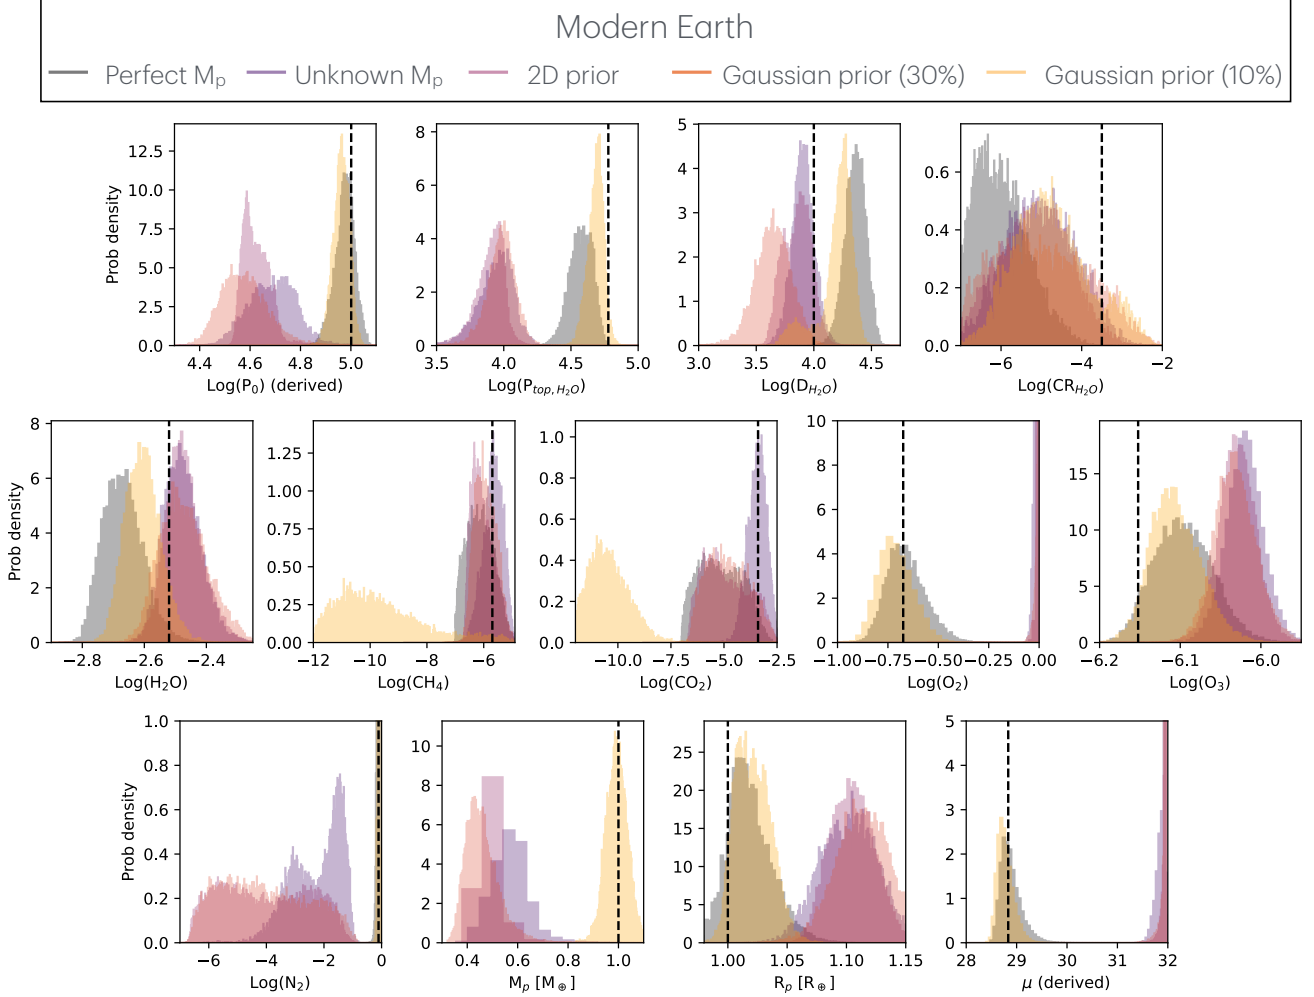 Modern Earth
Perfect Mₚ Unknown Mₚ 2D prior Gaussian prior (30%) Gaussian prior (10%)
Prob density
12.5
10.0
7.5
5.0
2.5
0.0
4.4 4.6 4.8 5.0
Log(P₀) (derived)
8
6
4
2
0
3.5 4.0 4.5 5.0
Log(P_{top, H₂O})
5
4
3
2
1
0
3.0 3.5 4.0 4.5
Log(D_{H₂O})
0.6
0.4
0.2
0.0
−6 −4 −2
Log(CR_{H₂O})
Prob density
8
6
4
2
0
−2.8 −2.6 −2.4
Log(H₂O)
1.25
1.00
0.75
0.50
0.25
0.00
−12 −10 −8 −6
Log(CH₄)
1.0
0.8
0.6
0.4
0.2
0.0
−10.0 −7.5 −5.0 −2.5
Log(CO₂)
10
8
6
4
2
0
−1.00 −0.75 −0.50 −0.25 0.00
Log(O₂)
15
10
5
0
−6.2 −6.1 −6.0
Log(O₃)
Prob density
1.0
0.8
0.6
0.4
0.2
0.0
−6 −4 −2 0
Log(N₂)
10
8
6
4
2
0
0.4 0.6 0.8 1.0
Mₚ [M⊕]
25
20
15
10
5
0
1.00 1.05 1.10 1.15
Rₚ [R⊕]
5
4
3
2
1
0
28 29 30 31 32
μ (derived)